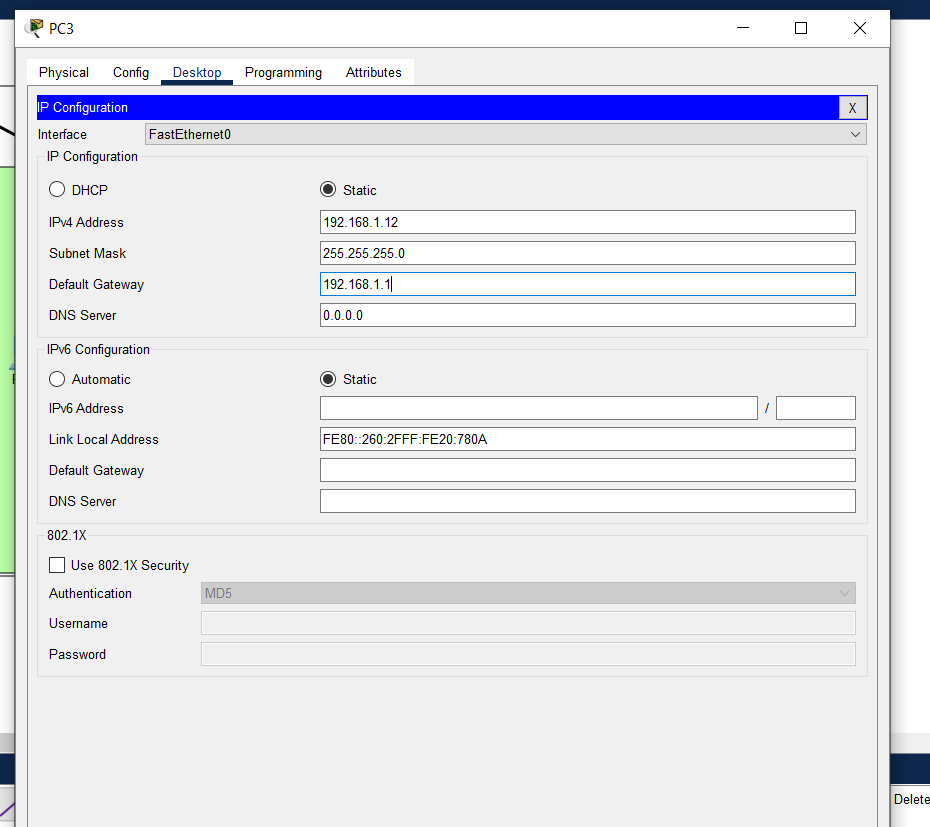 PC3
Physical Config Desktop Programming Attributes
IP Configuration X
Interface FastEthernet0
IP Configuration
DHCP Static
IPv4 Address 192.168.1.12
Subnet Mask 255.255.255.0
Default Gateway 192.168.1.1
DNS Server 0.0.0.0
IPv6 Configuration
Automatic Static
IPv6 Address /
Link Local Address FE80::260:2FFF:FE20:780A
Default Gateway
DNS Server
802.1X
Use 802.1X Security
Authentication MD5
Username
Password
Delete